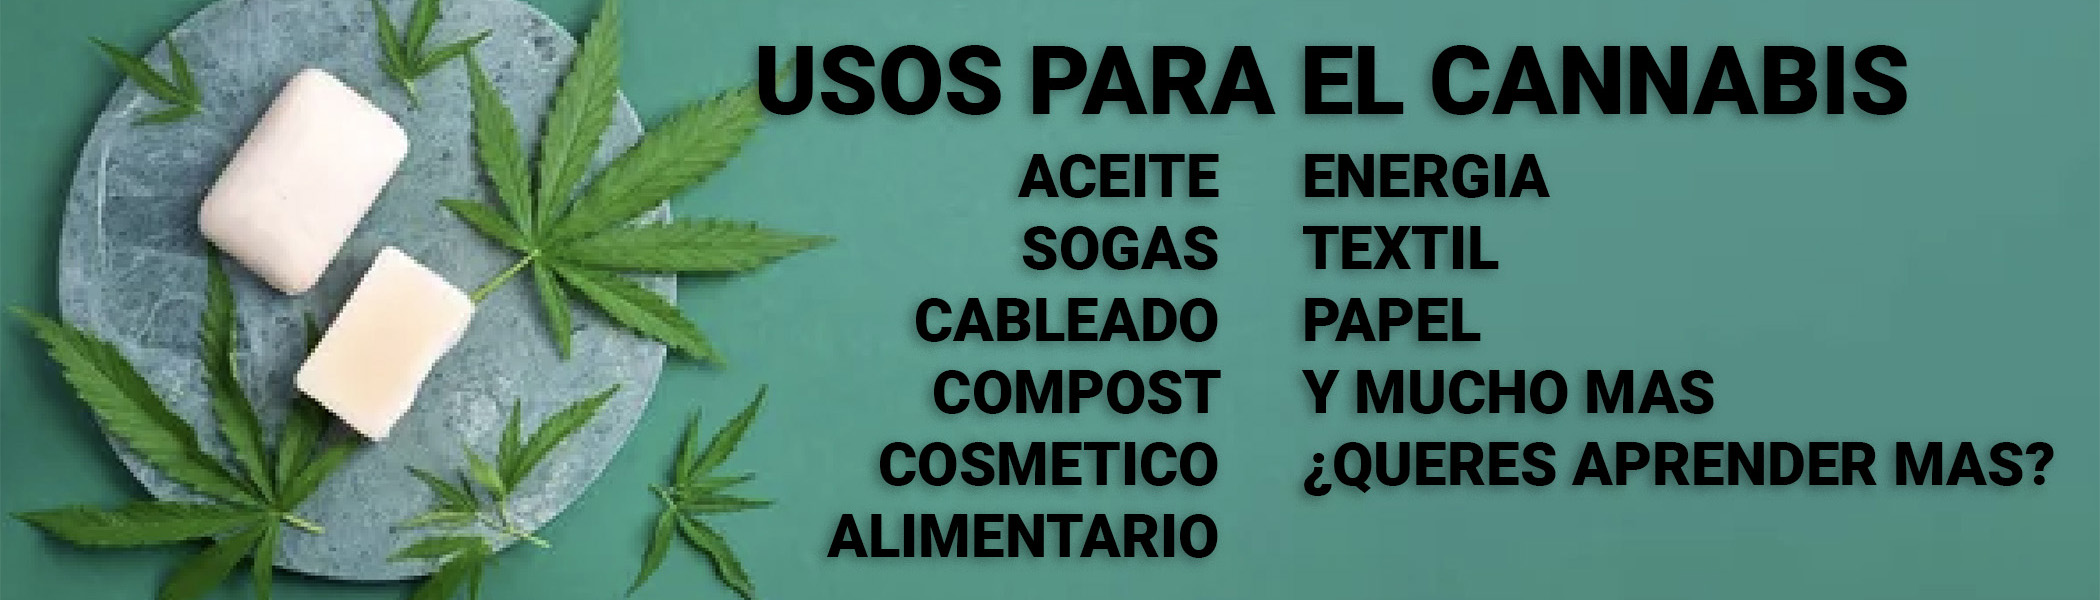 USOS PARA EL CANNABIS
ACEITE
SOGAS
CABLEADO
COMPOST
COSMETICO
ALIMENTARIO
ENERGIA
TEXTIL
PAPEL
Y MUCHO MAS
¿QUERES APRENDER MAS?